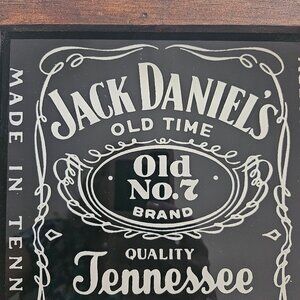 JACK DANIEL'S
OLD TIME
Old
No.7
BRAND
QUALITY
Tennessee
MADE IN TENN